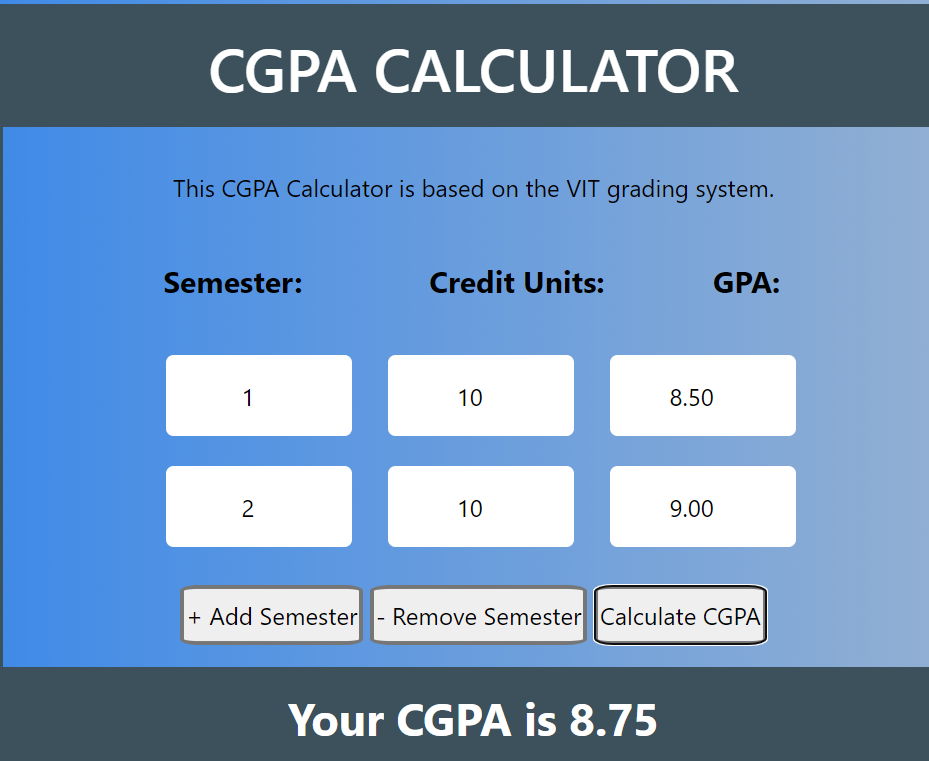 CGPA CALCULATOR
This CGPA Calculator is based on the VIT grading system.
Semester: Credit Units: GPA:
1 10 8.50
2 10 9.00
+ Add Semester - Remove Semester Calculate CGPA
Your CGPA is 8.75